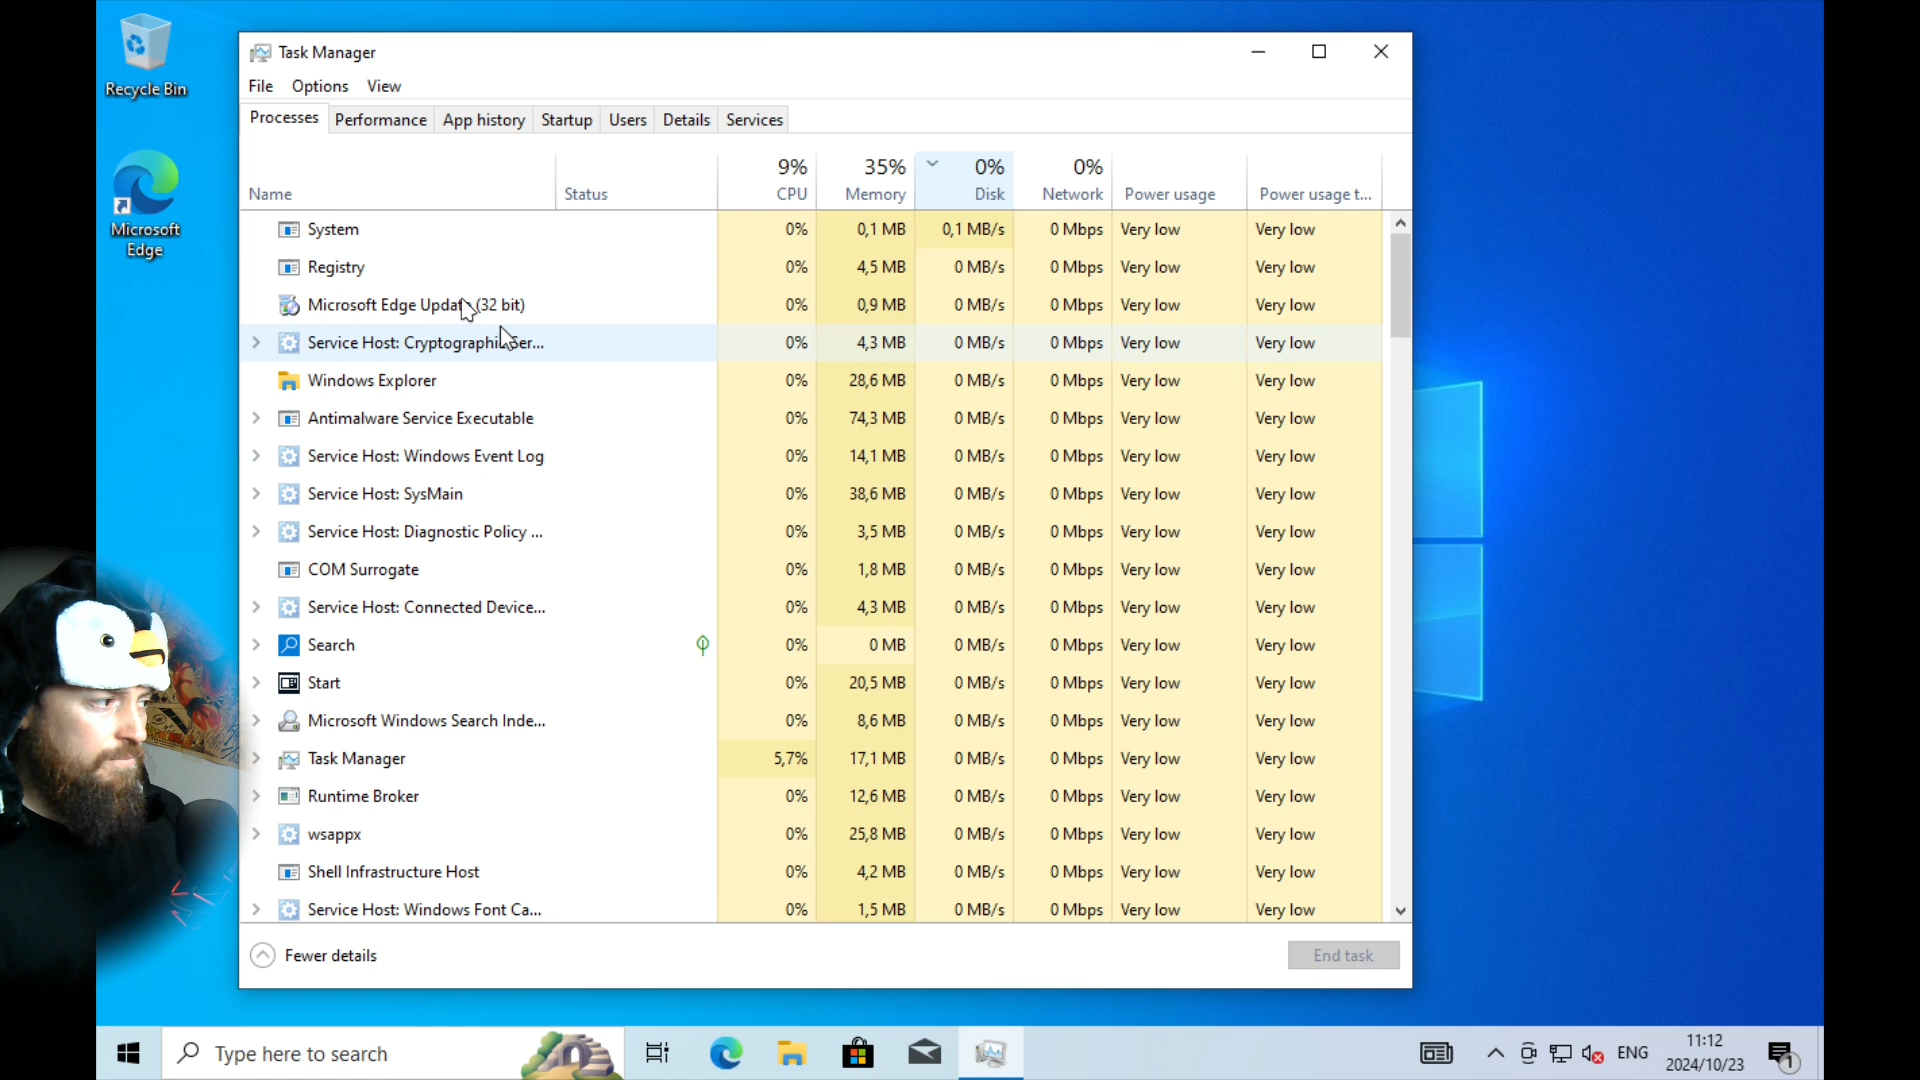 Recycle Bin
Microsoft
Edge
Task Manager
File Options View
Processes Performance App history Startup Users Details Services
9% 35% 0% 0%
Name Status CPU Memory Disk Network Power usage Power usage t...
System 0% 0,1 MB 0,1 MB/s 0 Mbps Very low Very low
Registry 0% 4,5 MB 0 MB/s 0 Mbps Very low Very low
Microsoft Edge Update (32 bit) 0% 0,9 MB 0 MB/s 0 Mbps Very low Very low
Service Host: Cryptographic Ser... 0% 4,3 MB 0 MB/s 0 Mbps Very low Very low
Windows Explorer 0% 28,6 MB 0 MB/s 0 Mbps Very low Very low
Antimalware Service Executable 0% 74,3 MB 0 MB/s 0 Mbps Very low Very low
Service Host: Windows Event Log 0% 14,1 MB 0 MB/s 0 Mbps Very low Very low
Service Host: SysMain 0% 38,6 MB 0 MB/s 0 Mbps Very low Very low
Service Host: Diagnostic Policy ... 0% 3,5 MB 0 MB/s 0 Mbps Very low Very low
COM Surrogate 0% 1,8 MB 0 MB/s 0 Mbps Very low Very low
Service Host: Connected Device... 0% 4,3 MB 0 MB/s 0 Mbps Very low Very low
Search 0% 0 MB 0 MB/s 0 Mbps Very low Very low
Start 0% 20,5 MB 0 MB/s 0 Mbps Very low Very low
Microsoft Windows Search Inde... 0% 8,6 MB 0 MB/s 0 Mbps Very low Very low
Task Manager 5,7% 17,1 MB 0 MB/s 0 Mbps Very low Very low
Runtime Broker 0% 12,6 MB 0 MB/s 0 Mbps Very low Very low
wsappx 0% 25,8 MB 0 MB/s 0 Mbps Very low Very low
Shell Infrastructure Host 0% 4,2 MB 0 MB/s 0 Mbps Very low Very low
Service Host: Windows Font Ca... 0% 1,5 MB 0 MB/s 0 Mbps Very low Very low
Fewer details End task
Type here to search
ENG
11:12
2024/10/23
1